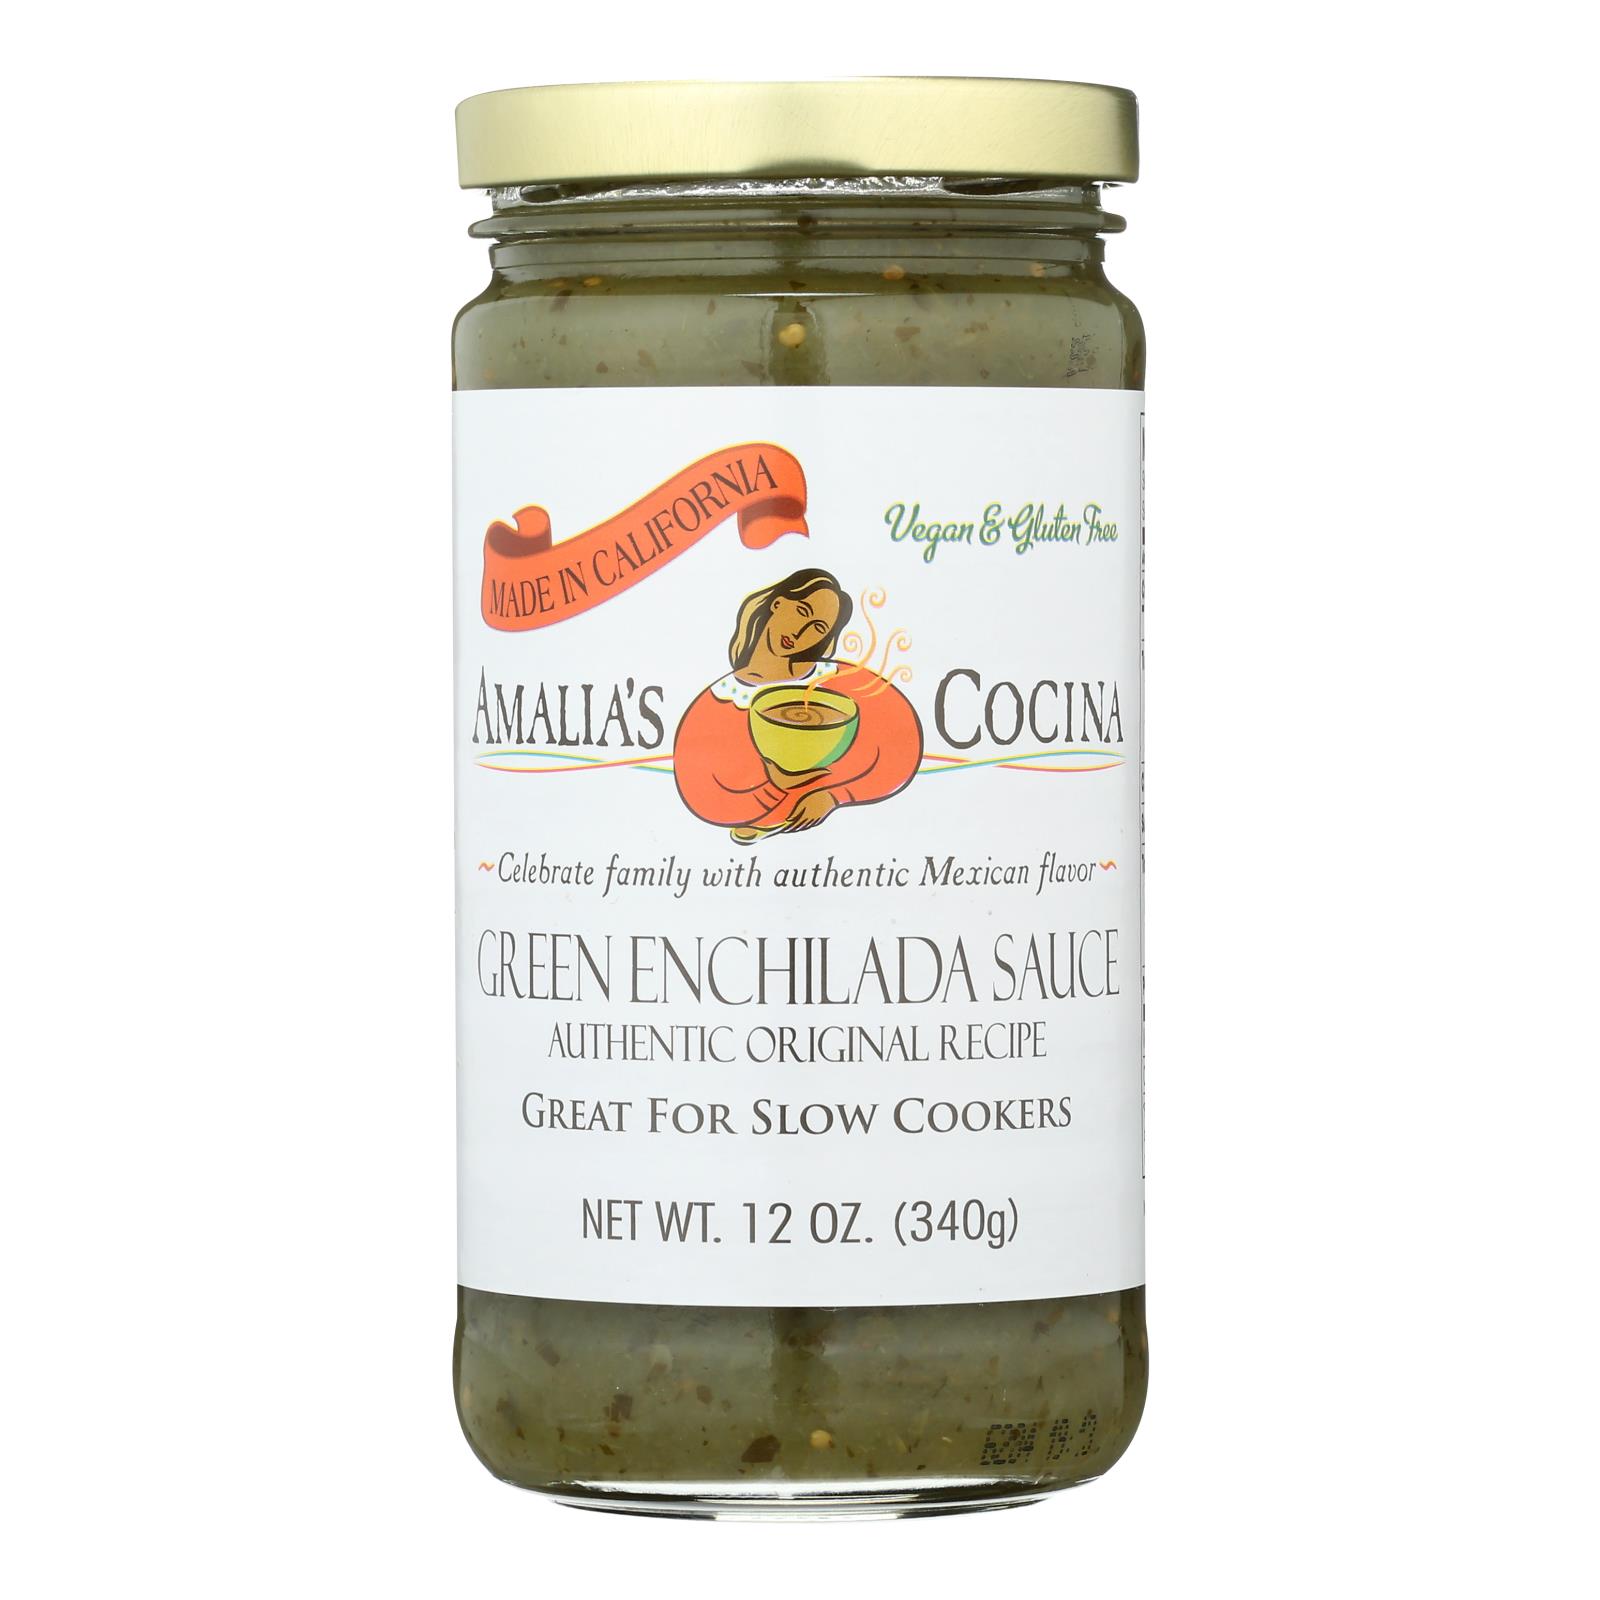 MADE IN CALIFORNIA
Vegan & Gluten Free
AMALIA'S COCINA
~Celebrate family with authentic Mexican flavor~
GREEN ENCHILADA SAUCE
AUTHENTIC ORIGINAL RECIPE
GREAT FOR SLOW COOKERS
NET WT. 12 OZ. (340g)